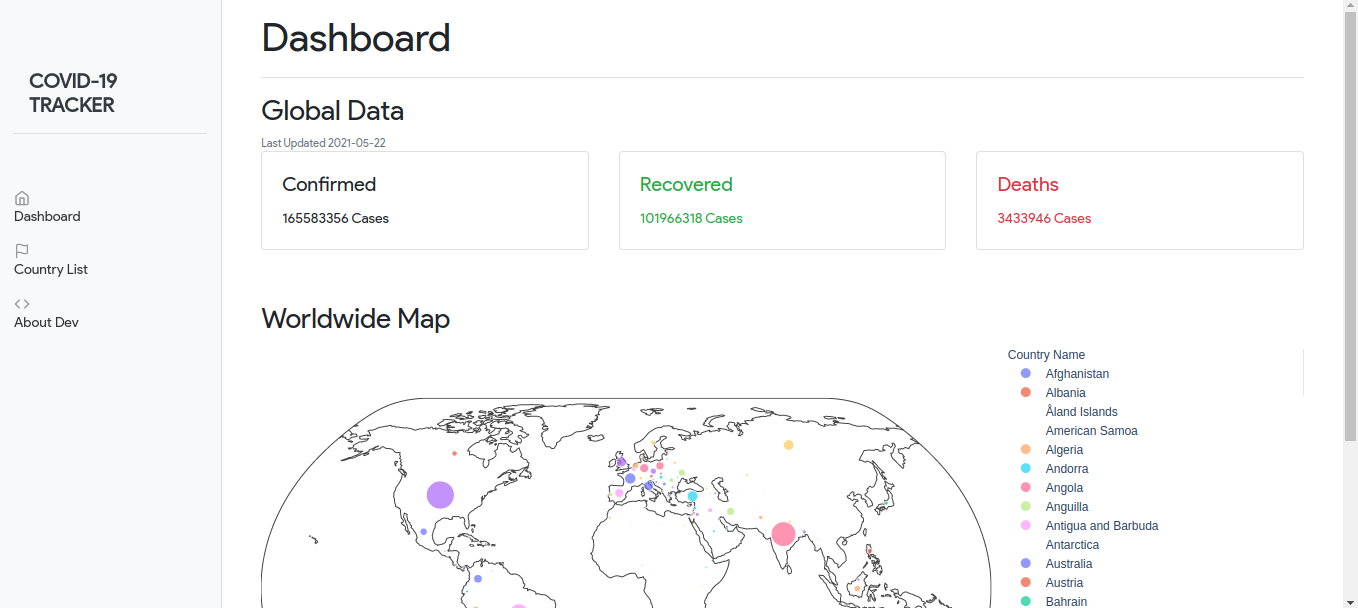 COVID-19
TRACKER
Dashboard
Country List
About Dev
Dashboard
Global Data
Last Updated 2021-05-22
Confirmed
165583356 Cases
Recovered
101966318 Cases
Deaths
3433946 Cases
Worldwide Map
Country Name
Afghanistan
Albania
Åland Islands
American Samoa
Algeria
Andorra
Angola
Anguilla
Antigua and Barbuda
Antarctica
Australia
Austria
Bahrain